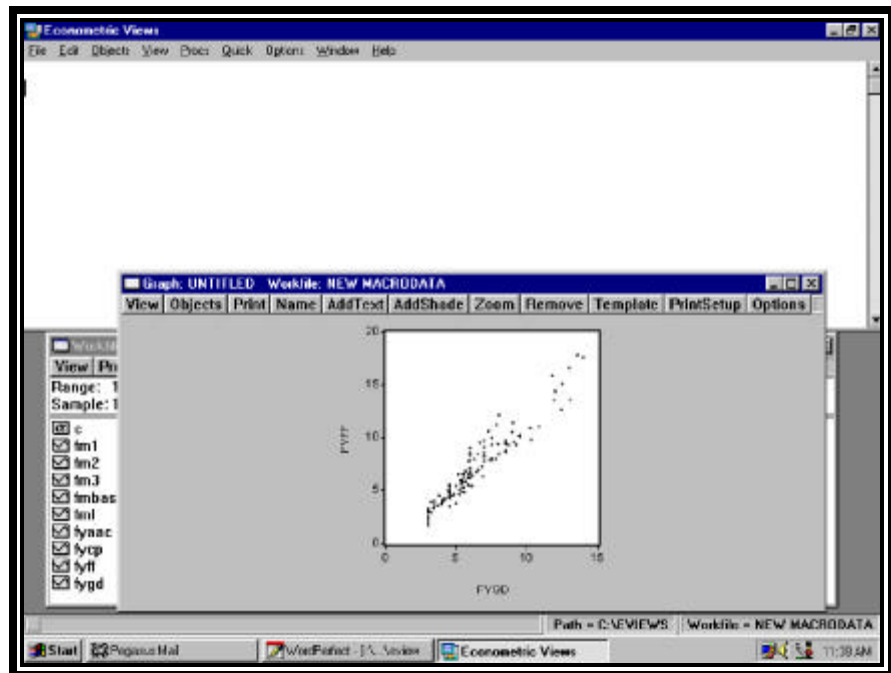 Econometric Views
File Edit Objects View Procs Quick Options Window Help
Graph: UNTITLED Workfile: NEW MACRODATA
View Objects Print Name AddText AddShade Zoom Remove Template PrintSetup Options
View
Range: 1
Sample: 1
c
fm1
fm2
fm3
fmbas
fml
fynac
fycp
fyff
fygd
20
15
10
5
0
FYFF
0 5 10 15
FYGD
Path = C:\EVIEWS Workfile = NEW MACRODATA
Start Pegasus Mail WordPerfect - Econometric Views 11:38 AM